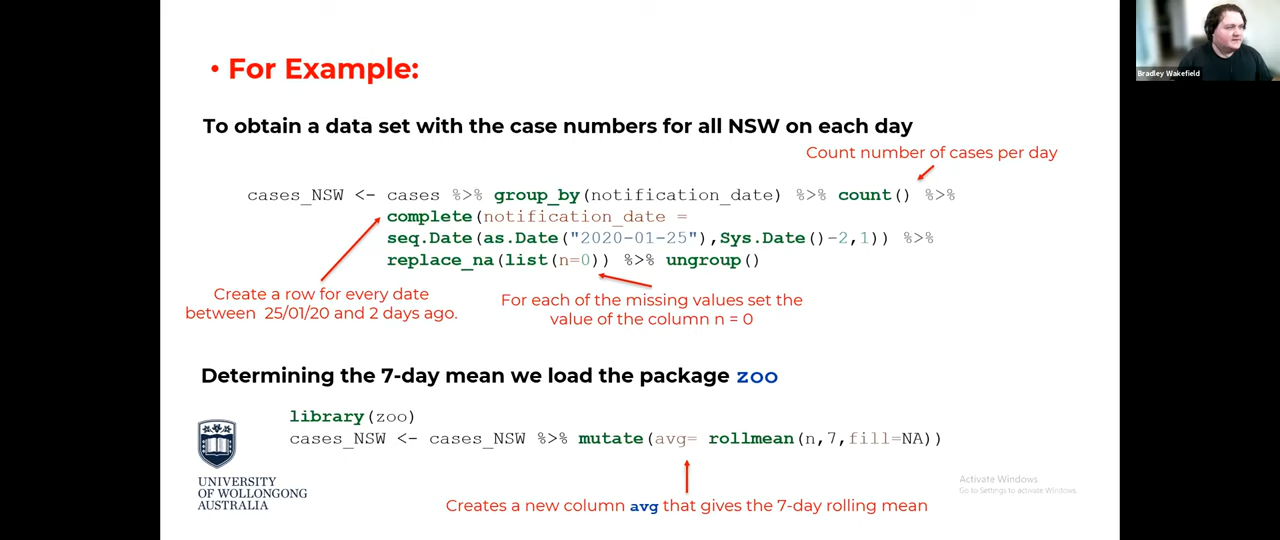 • For Example:
To obtain a data set with the case numbers for all NSW on each day
Count number of cases per day
cases_NSW <- cases %>% group_by(notification_date) %>% count() %>%
complete(notification_date =
seq.Date(as.Date("2020-01-25"),Sys.Date()-2,1)) %>%
replace_na(list(n=0)) %>% ungroup()
Create a row for every date
between 25/01/20 and 2 days ago.
For each of the missing values set the
value of the column n = 0
Determining the 7-day mean we load the package zoo
library(zoo)
cases_NSW <- cases_NSW %>% mutate(avg= rollmean(n,7,fill=NA))
Creates a new column avg that gives the 7-day rolling mean
UNIVERSITY
OF WOLLONGONG
AUSTRALIA
Activate Windows
Go to Settings to activate Windows.
Bradley Wakefield